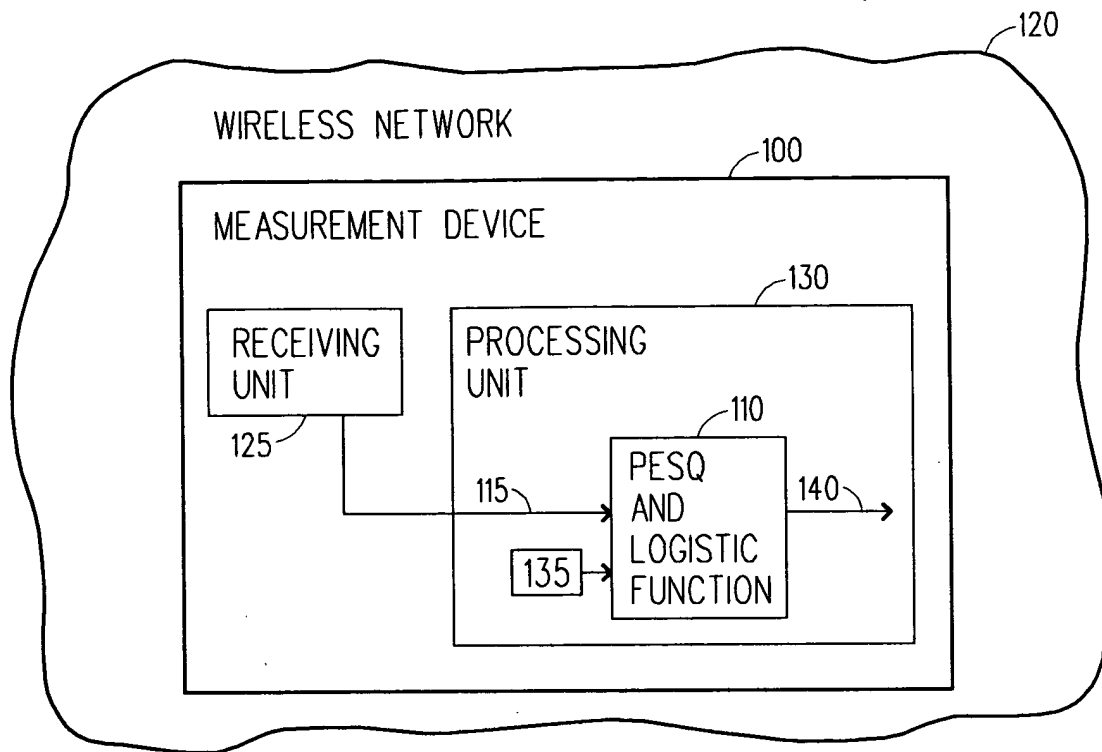 120
WIRELESS NETWORK
100
MEASUREMENT DEVICE
130
RECEIVING
UNIT
125
PROCESSING
UNIT
110
115
135
PESQ
AND
LOGISTIC
FUNCTION
140